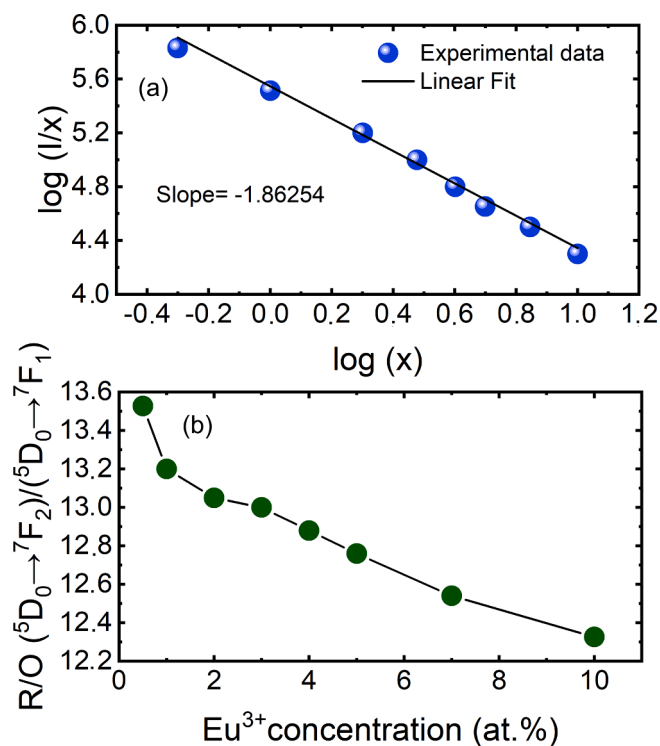 6.0
5.6
5.2
4.8
4.4
4.0
log (I/x)
(a)
Experimental data
Linear Fit
Slope= -1.86254
-0.4 -0.2 0.0 0.2 0.4 0.6 0.8 1.0 1.2
log (x)
13.6
13.4
13.2
13.0
12.8
12.6
12.4
12.2
R/O (⁵D₀→⁷F₂)/(⁵D₀→⁷F₁)
(b)
0 2 4 6 8 10
Eu³⁺concentration (at.%)